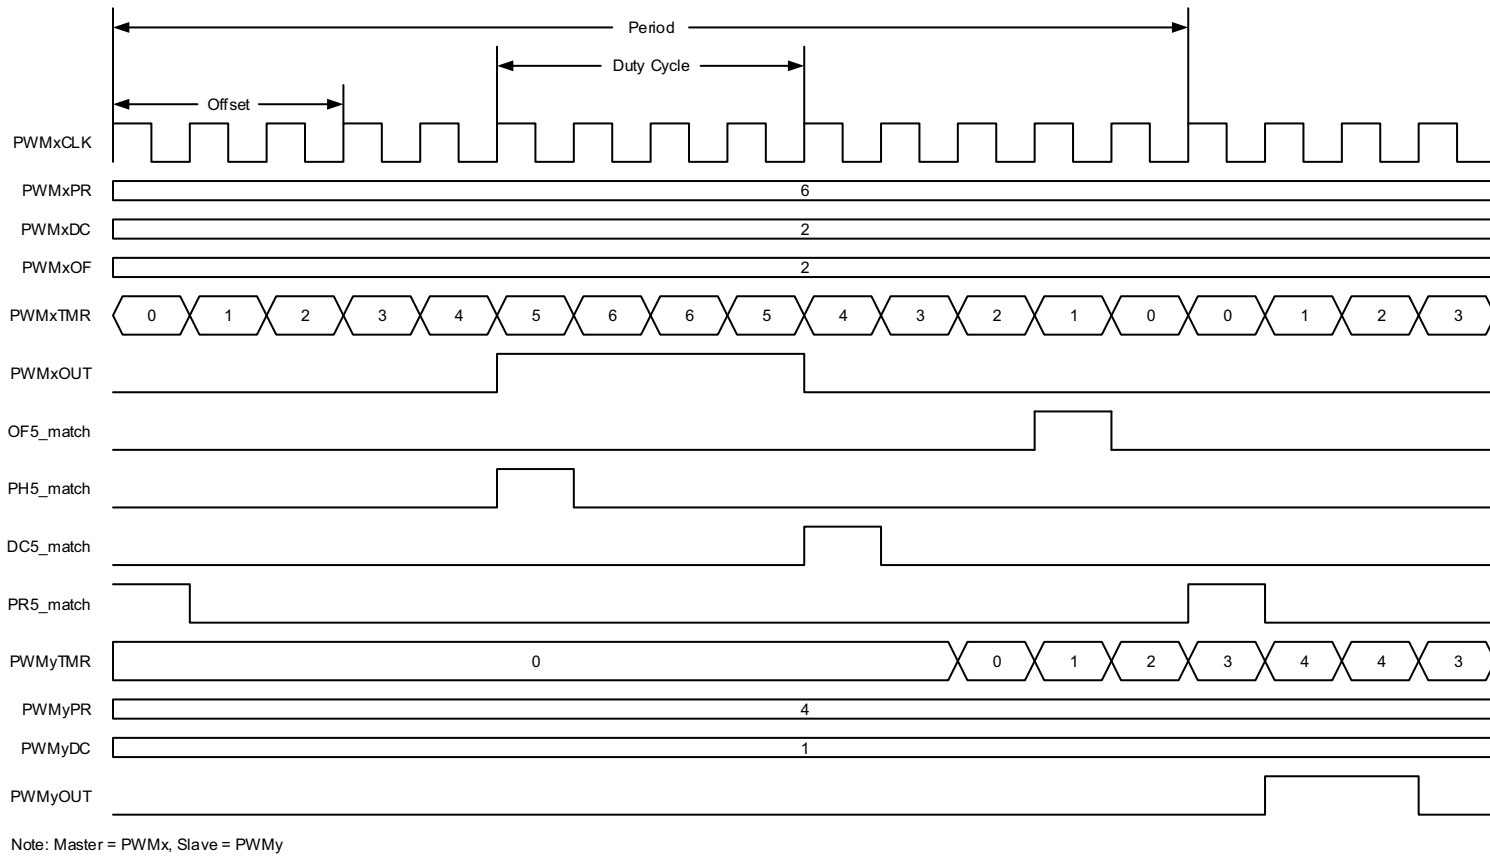 Period
Duty Cycle
Offset
PWMxCLK
PWMxPR 6
PWMxDC 2
PWMxOF 2
PWMxTMR 0 1 2 3 4 5 6 6 5 4 3 2 1 0 0 1 2 3
PWMxOUT
OF5_match
PH5_match
DC5_match
PR5_match
PWMyTMR 0 0 1 2 3 4 4 3
PWMyPR 4
PWMyDC 1
PWMyOUT
Note: Master = PWMx, Slave = PWMy